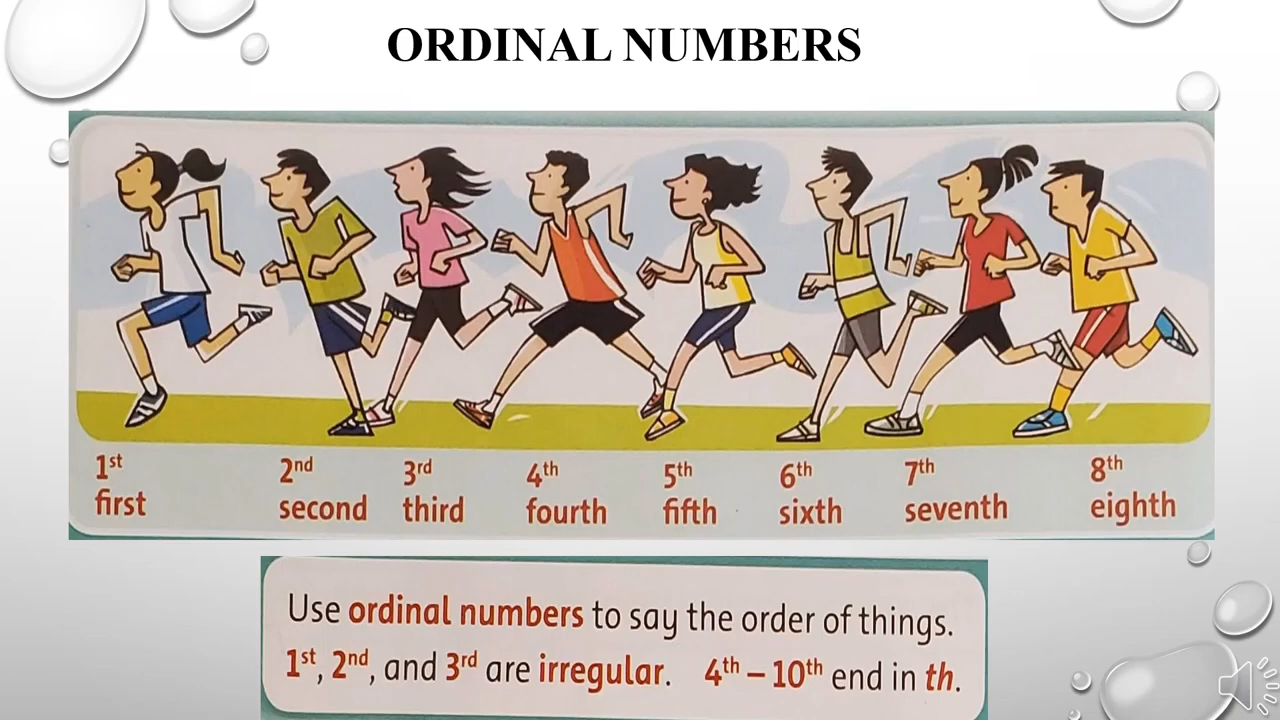 ORDINAL NUMBERS
1st 2nd 3rd 4th 5th 6th 7th 8th
first second third fourth fifth sixth seventh eighth
Use ordinal numbers to say the order of things.
1st, 2nd, and 3rd are irregular. 4th – 10th end in th.